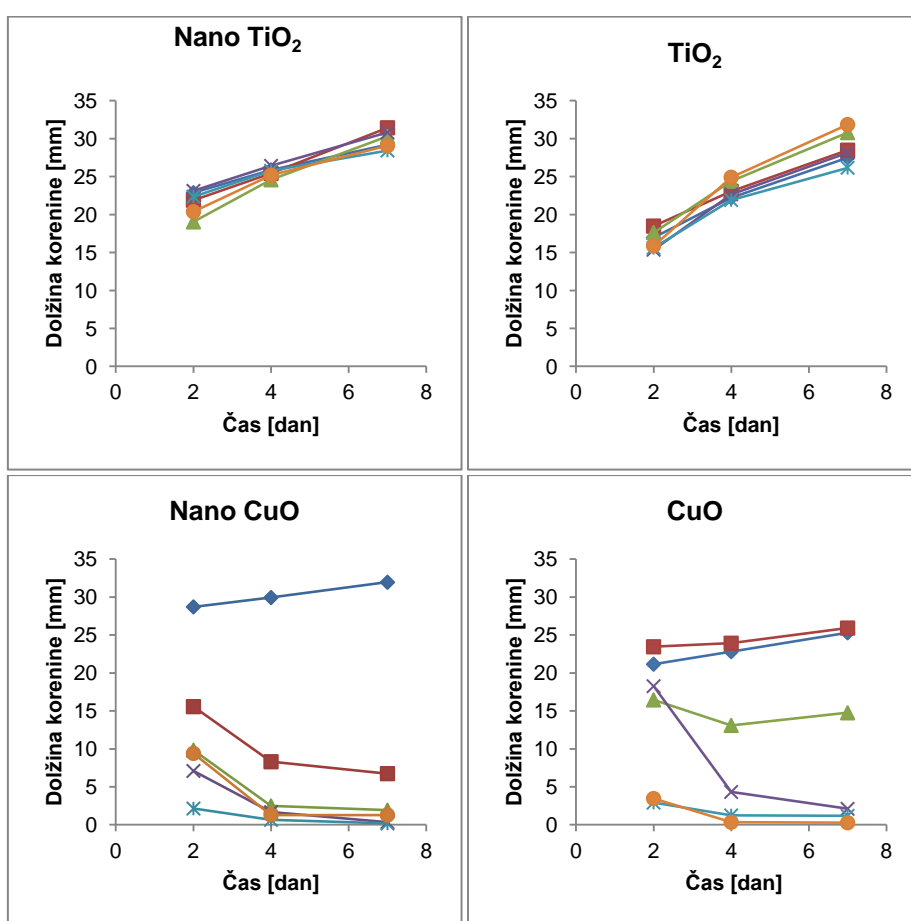 Nano TiO₂
35
30
25
20
15
10
5
0
0 2 4 6 8
Dolžina korenine [mm]
Čas [dan]
TiO₂
35
30
25
20
15
10
5
0
0 2 4 6 8
Dolžina korenine [mm]
Čas [dan]
Nano CuO
35
30
25
20
15
10
5
0
0 2 4 6 8
Dolžina korenine [mm]
Čas [dan]
CuO
35
30
25
20
15
10
5
0
0 2 4 6 8
Dolžina korenine [mm]
Čas [dan]